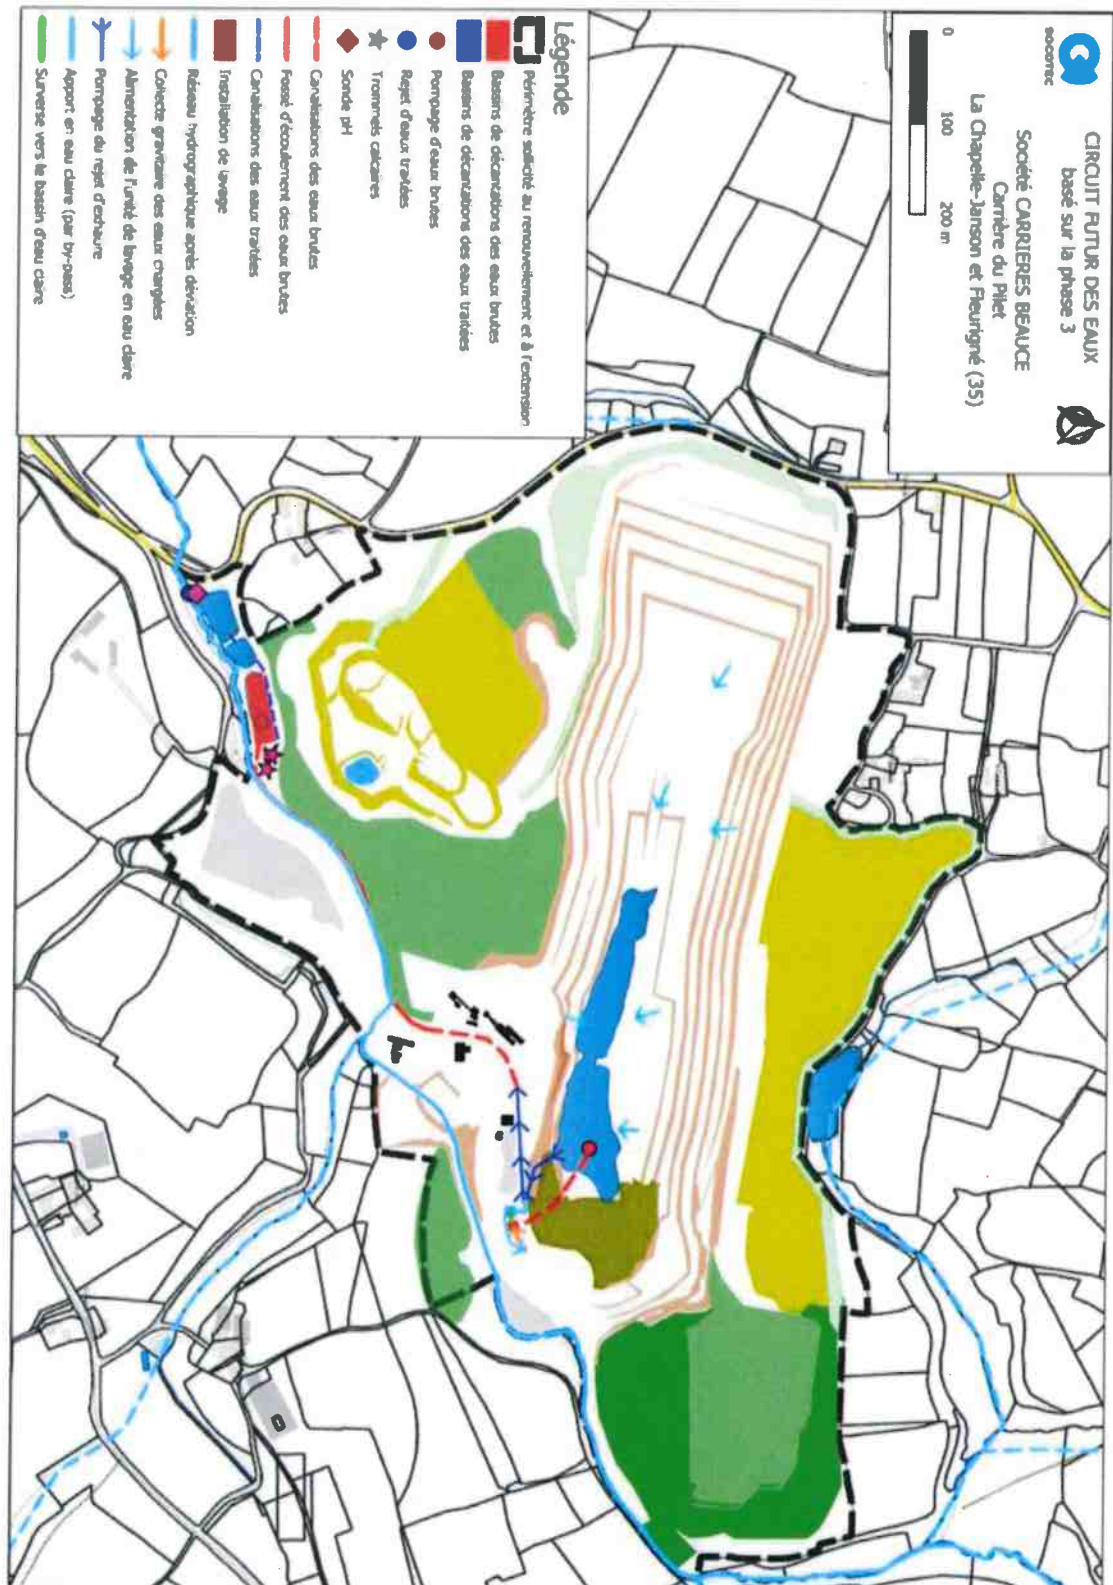 socotec
CIRCUIT FUTUR DES EAUX
basé sur la phase 3
Société CARRIERES BEAUCE
Carrière du Pilet
La Chapelle-Janson et Fleurigné (35)
0 100 200 m
Légende
Périmètre sollicité au renouvellement et à l'extension
Bassins de décantations des eaux brutes
Bassins de décantations des eaux traitées
Pompage d'eaux brutes
Rejet d'eaux traitées
Trommels calcaires
Sonde pH
Canalisations des eaux brutes
Fossé d'écoulement des eaux brutes
Canalisations des eaux traitées
Installation de lavage
Réseau hydrographique après déviation
Collecte gravitaire des eaux chargées
Alimentation de l'unité de lavage en eau claire
Pompage du rejet d'exhaure
Apport en eau claire (par by-pass)
Surverse vers le bassin d'eau claire